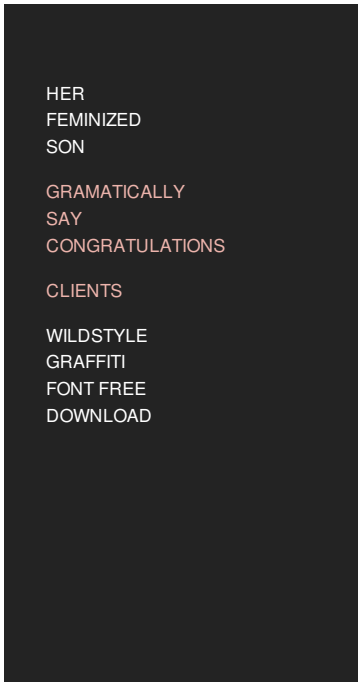 HER
FEMINIZED
SON
GRAMATICALLY
SAY
CONGRATULATIONS
CLIENTS
WILDSTYLE
GRAFFITI
FONT FREE
DOWNLOAD